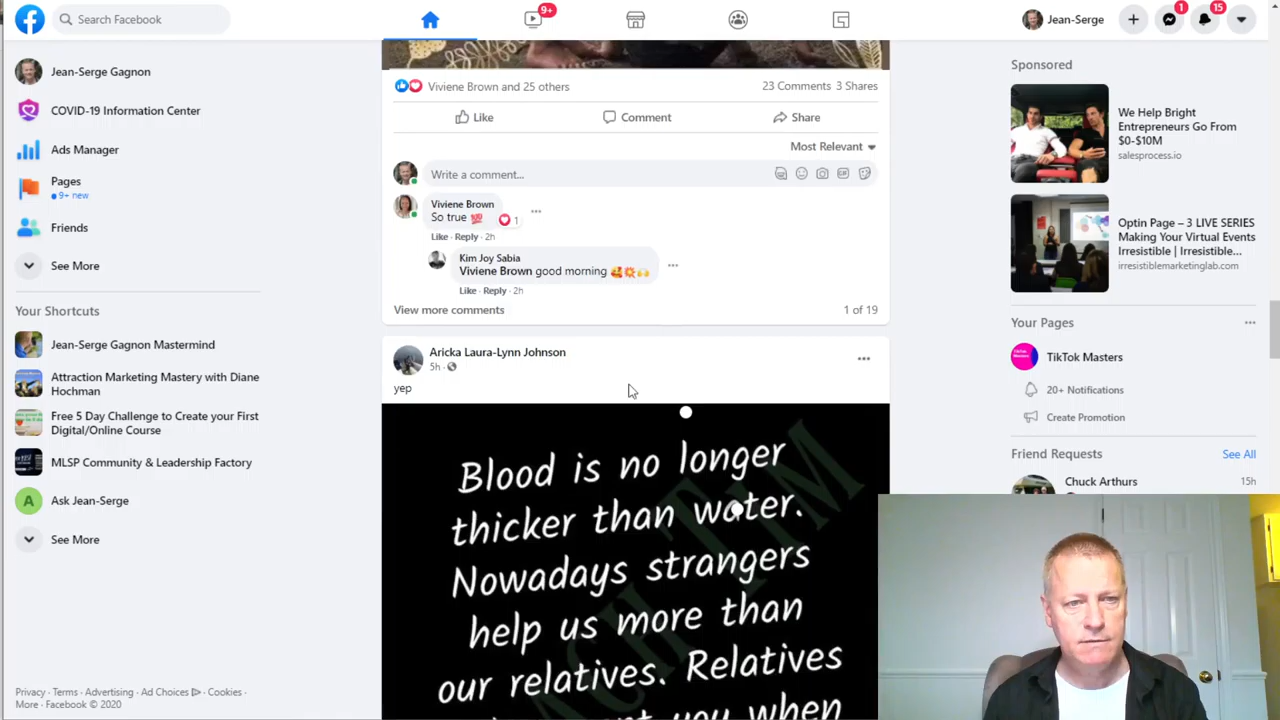 Search Facebook
9+
Jean-Serge
1
15
Jean-Serge Gagnon
COVID-19 Information Center
Ads Manager
Pages
9+ new
Friends
See More
Your Shortcuts
Jean-Serge Gagnon Mastermind
Attraction Marketing Mastery with Diane
Hochman
Free 5 Day Challenge to Create your First
Digital/Online Course
MLSP Community & Leadership Factory
A
Ask Jean-Serge
See More
Privacy · Terms · Advertising · Ad Choices · Cookies ·
More · Facebook © 2020
Viviene Brown and 25 others
23 Comments 3 Shares
Like
Comment
Share
Most Relevant
Write a comment...
GIF
Viviene Brown
So true 💯
1
Like · Reply · 2h
Kim Joy Sabia
Viviene Brown good morning 🥰💥🙌
Like · Reply · 2h
View more comments
1 of 19
Aricka Laura-Lynn Johnson
5h ·
yep
Blood is no longer
thicker than water.
Nowadays strangers
help us more than
our relatives. Relatives
you when
Sponsored
We Help Bright
Entrepreneurs Go From
$0-$10M
salesprocess.io
Optin Page – 3 LIVE SERIES
Making Your Virtual Events
Irresistible | Irresistible...
irresistiblemarketinglab.com
Your Pages
TikTok Masters
20+ Notifications
Create Promotion
Friend Requests
See All
Chuck Arthurs
15h